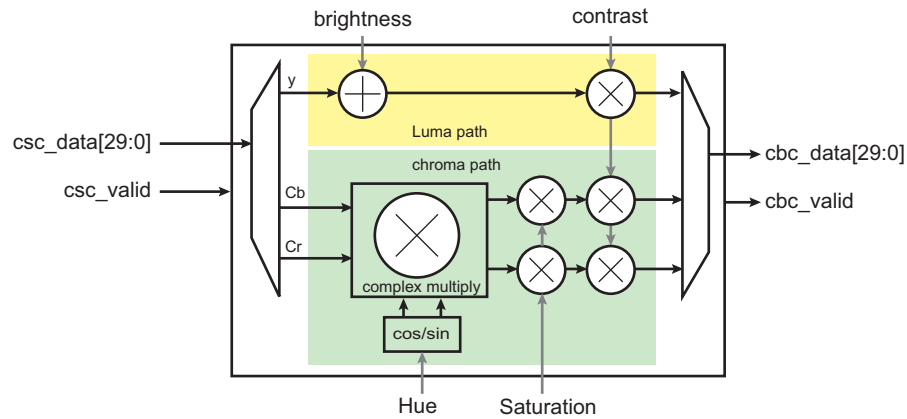 brightness
contrast
y
Luma path
csc_data[29:0]
cbc_data[29:0]
chroma path
csc_valid
Cb
cbc_valid
Cr
complex multiply
cos/sin
Hue
Saturation